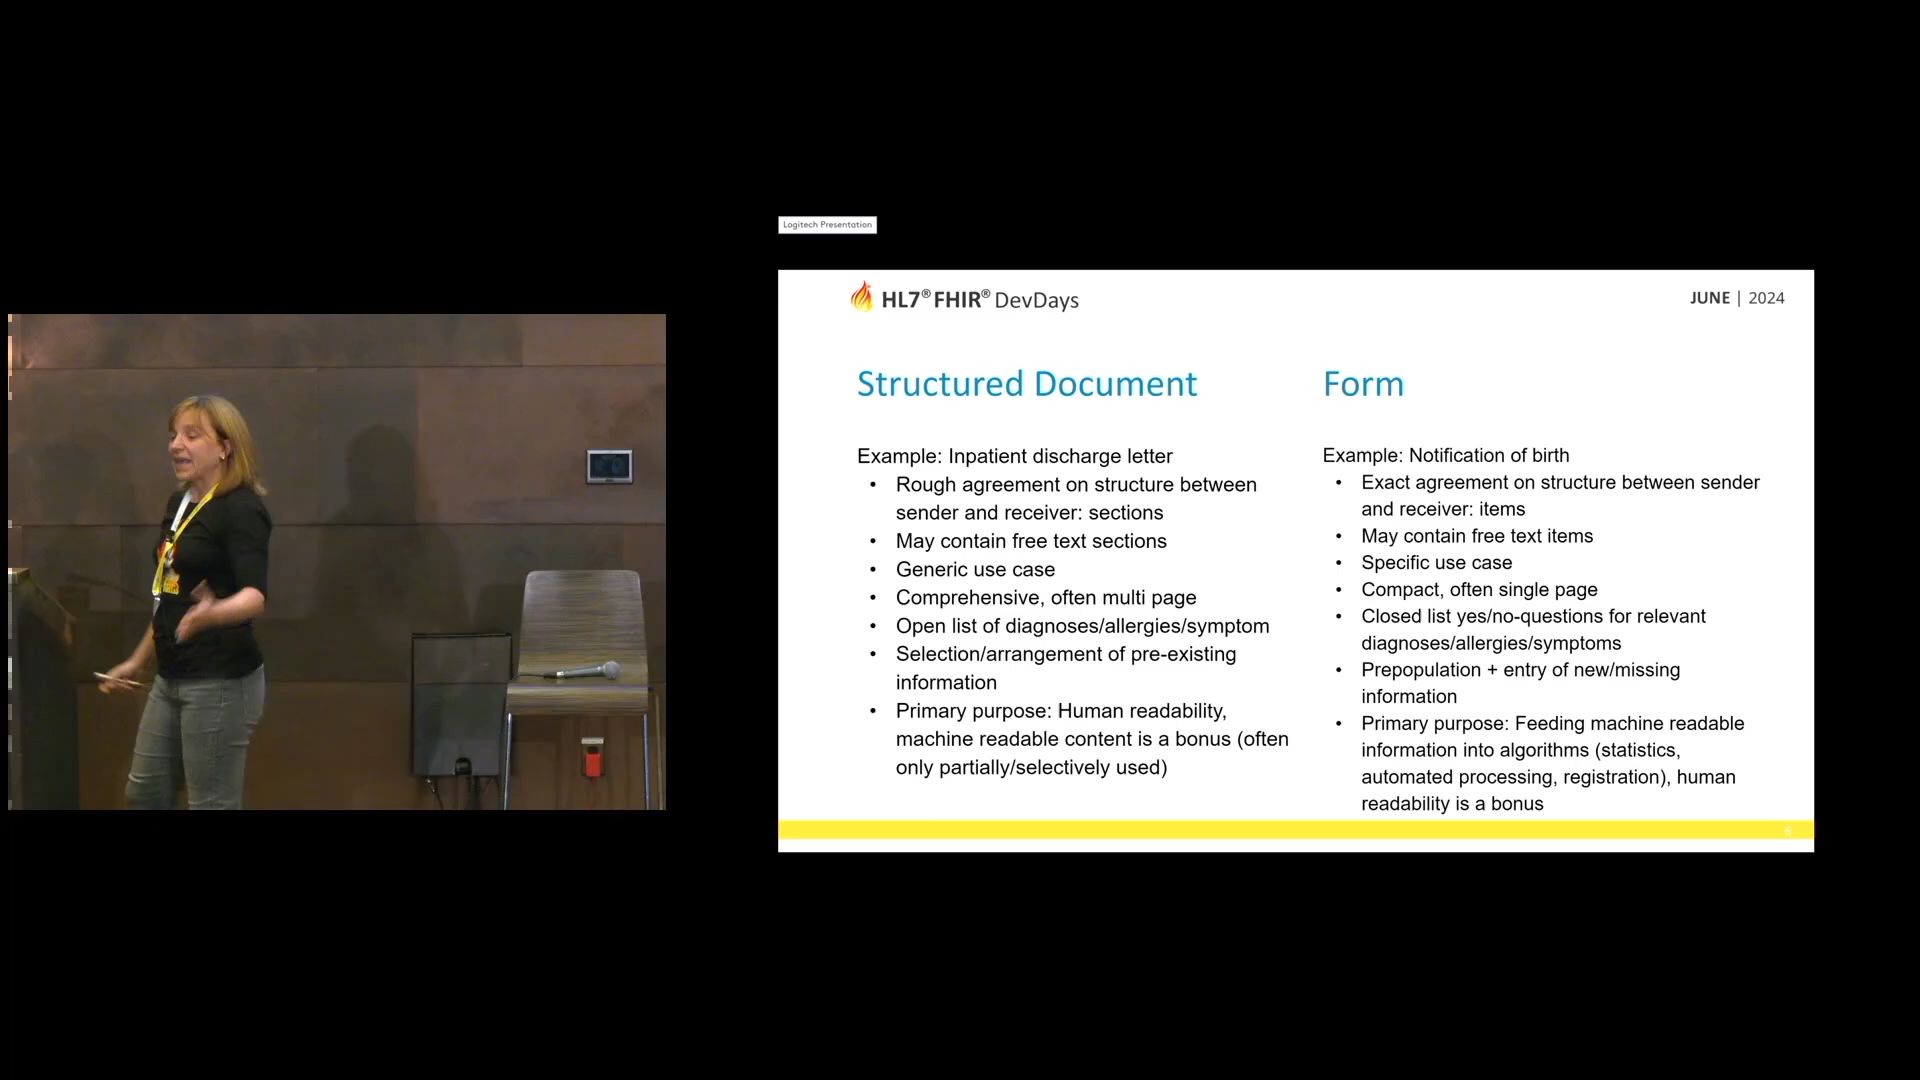 Logitech Presentation
HL7® FHIR® DevDays
JUNE | 2024
Structured Document
Example: Inpatient discharge letter
• Rough agreement on structure between
sender and receiver: sections
• May contain free text sections
• Generic use case
• Comprehensive, often multi page
• Open list of diagnoses/allergies/symptom
• Selection/arrangement of pre-existing
information
• Primary purpose: Human readability,
machine readable content is a bonus (often
only partially/selectively used)
Form
Example: Notification of birth
• Exact agreement on structure between sender
and receiver: items
• May contain free text items
• Specific use case
• Compact, often single page
• Closed list yes/no-questions for relevant
diagnoses/allergies/symptoms
• Prepopulation + entry of new/missing
information
• Primary purpose: Feeding machine readable
information into algorithms (statistics,
automated processing, registration), human
readability is a bonus
6